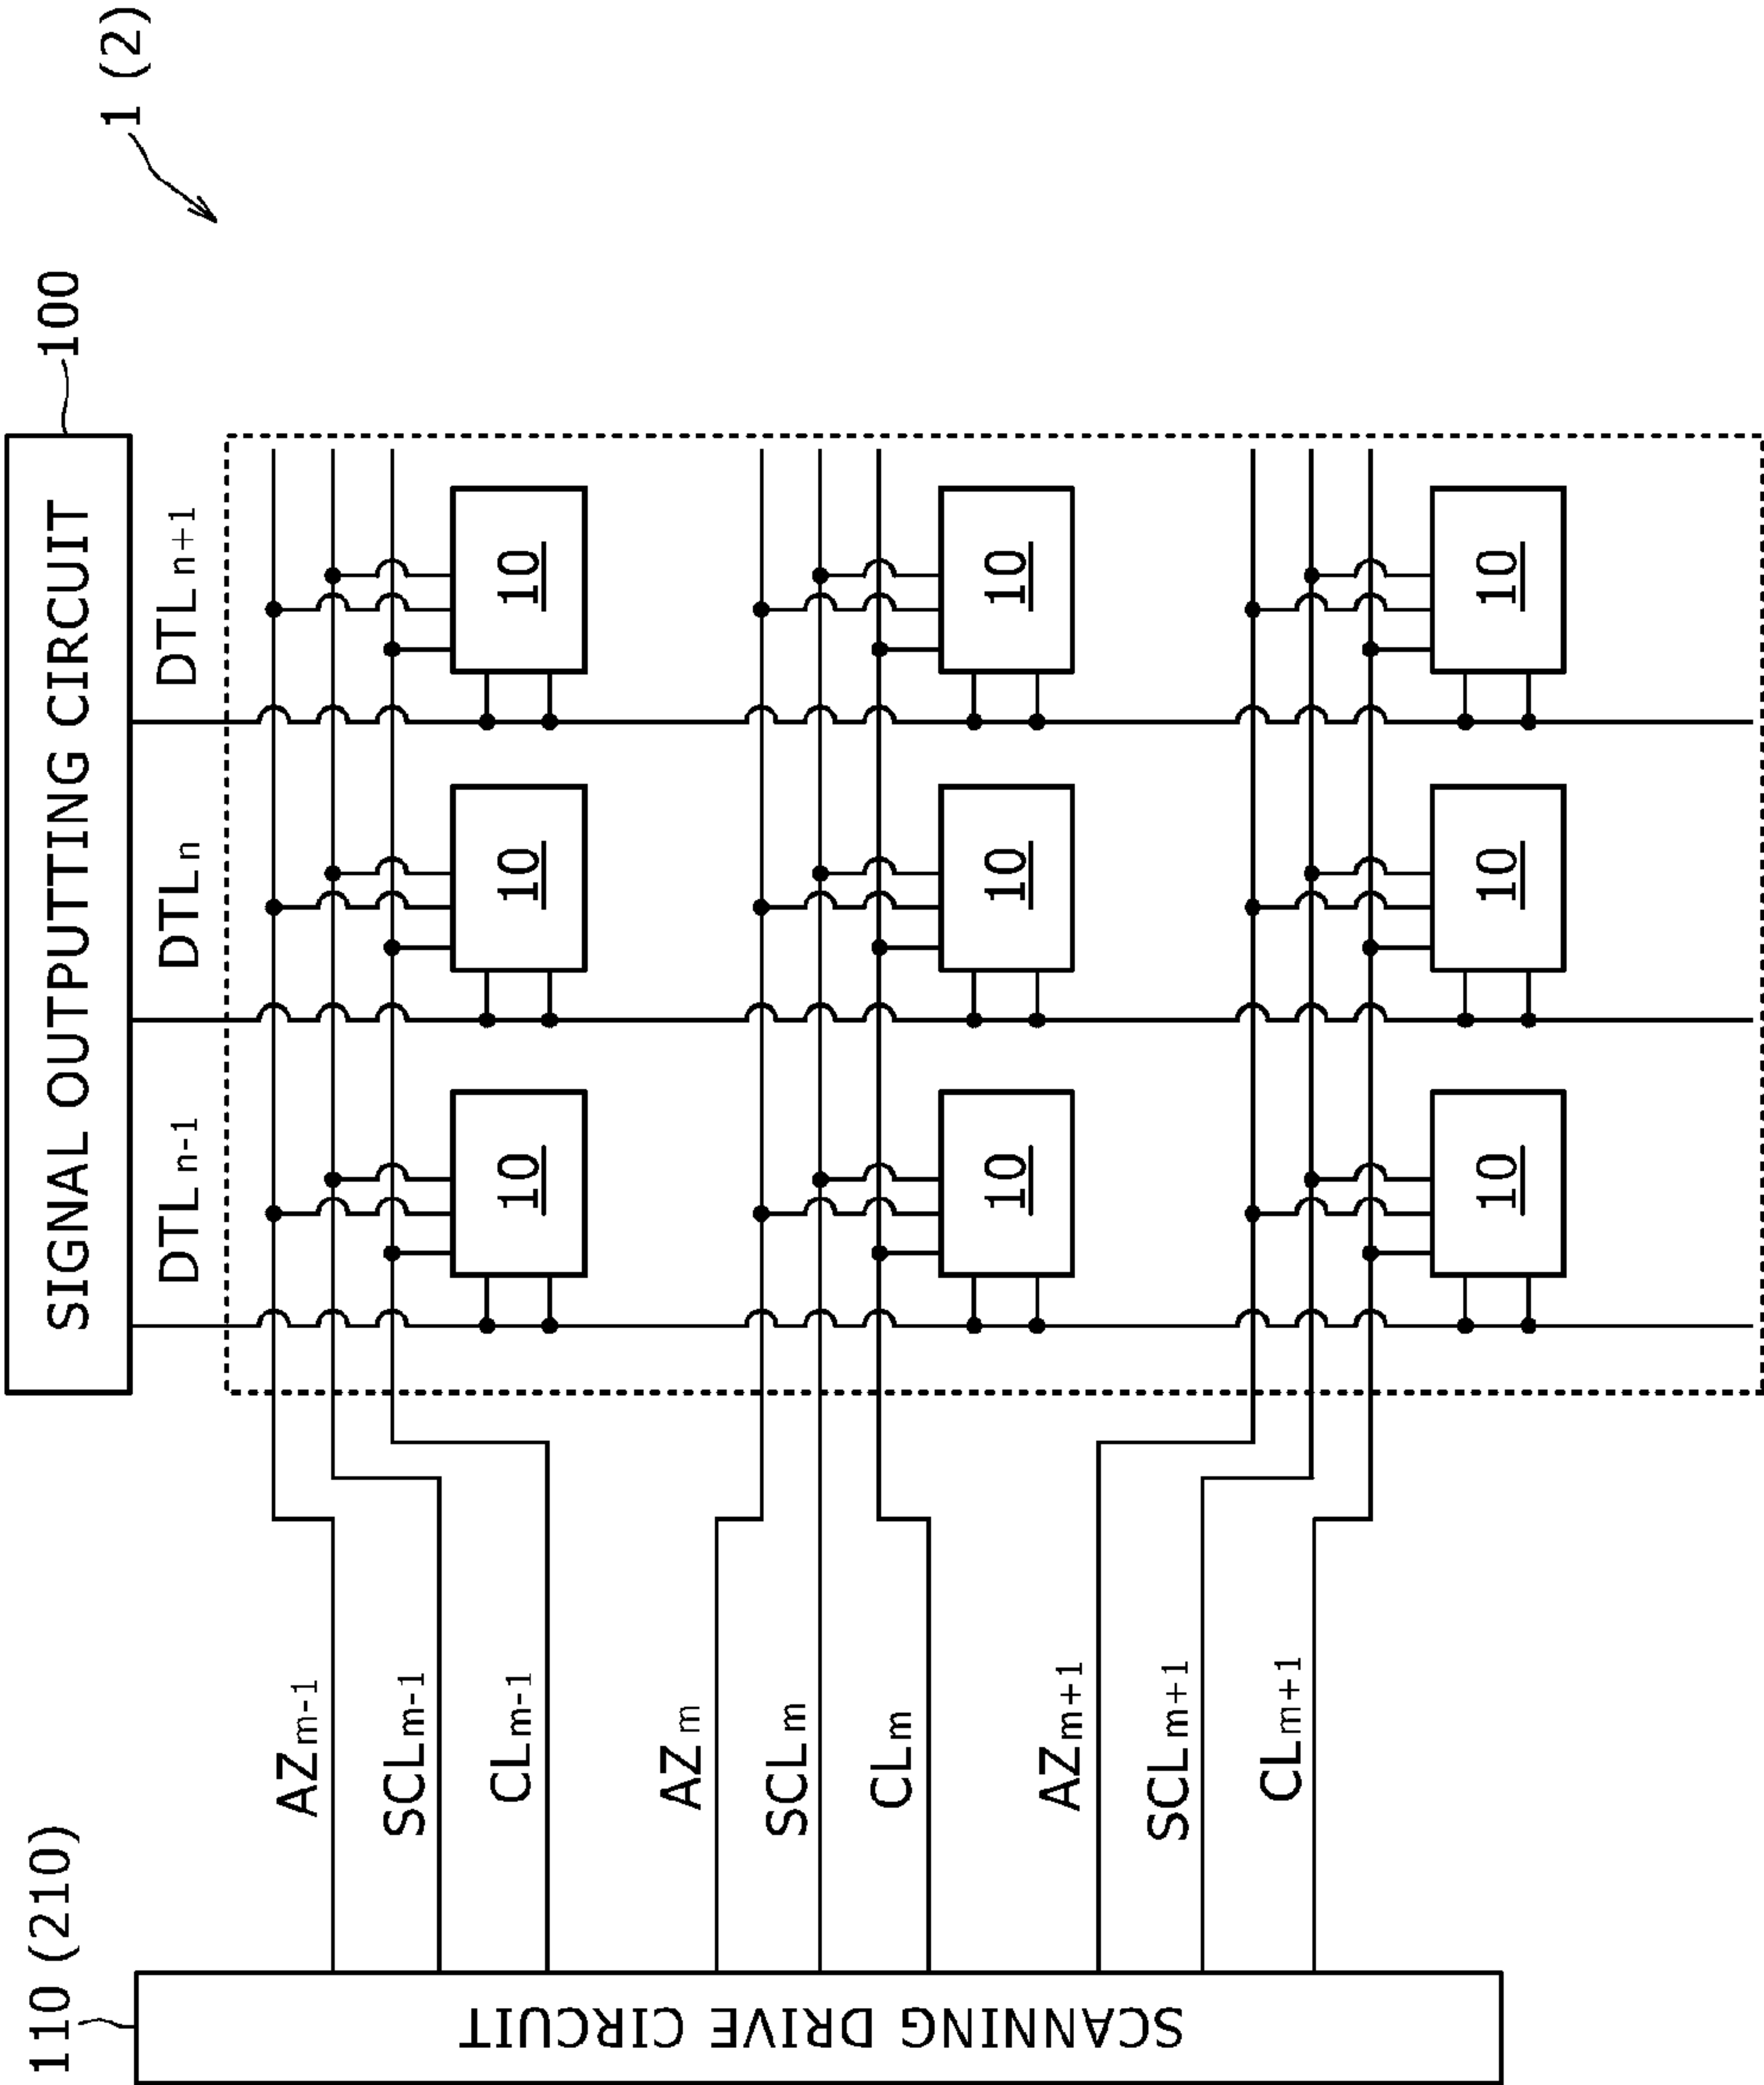 1 (2)
100
SIGNAL OUTPUTTING CIRCUIT
DTLn-1 DTLn DTLn+1
110 (210)
SCANNING DRIVE CIRCUIT
AZm-1
SCLm-1
CLm-1
10 10 10
AZm
SCLm
CLm
10 10 10
AZm+1
SCLm+1
CLm+1
10 10 10